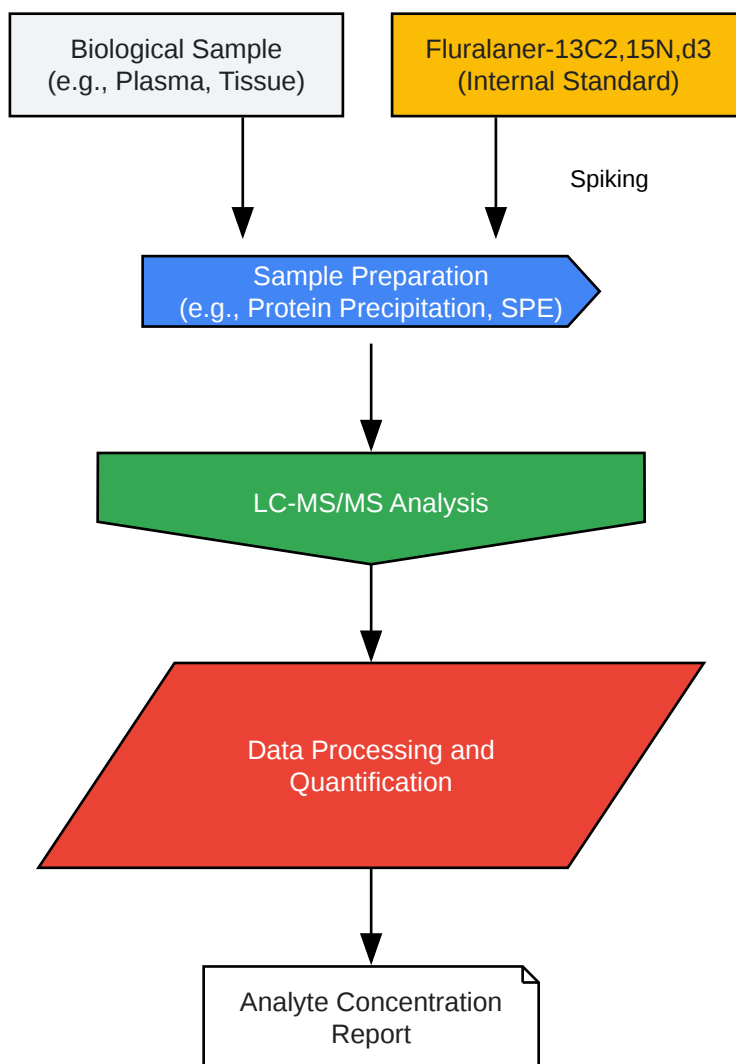 Biological Sample
(e.g., Plasma, Tissue)
Fluralaner-13C2,15N,d3
(Internal Standard)
Spiking
Sample Preparation
(e.g., Protein Precipitation, SPE)
LC-MS/MS Analysis
Data Processing and
Quantification
Analyte Concentration
Report